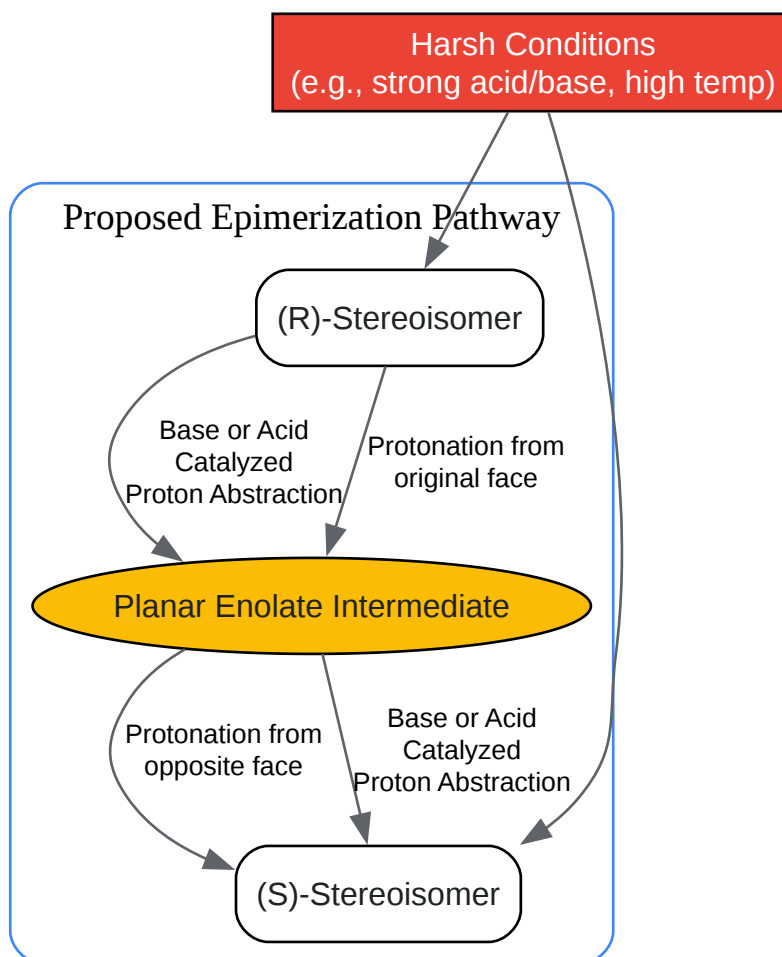 Harsh Conditions
(e.g., strong acid/base, high temp)
Proposed Epimerization Pathway
(R)-Stereoisomer
Base or Acid
Catalyzed
Proton Abstraction
Protonation from
original face
Planar Enolate Intermediate
Protonation from
opposite face
Base or Acid
Catalyzed
Proton Abstraction
(S)-Stereoisomer